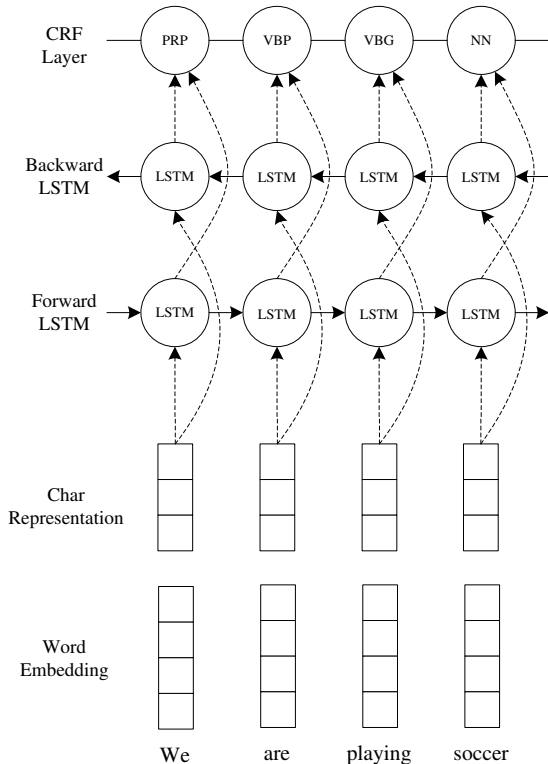 CRF
Layer
PRP VBP VBG NN
Backward
LSTM
LSTM LSTM LSTM LSTM
Forward
LSTM
LSTM LSTM LSTM LSTM
Char
Representation
Word
Embedding
We are playing soccer